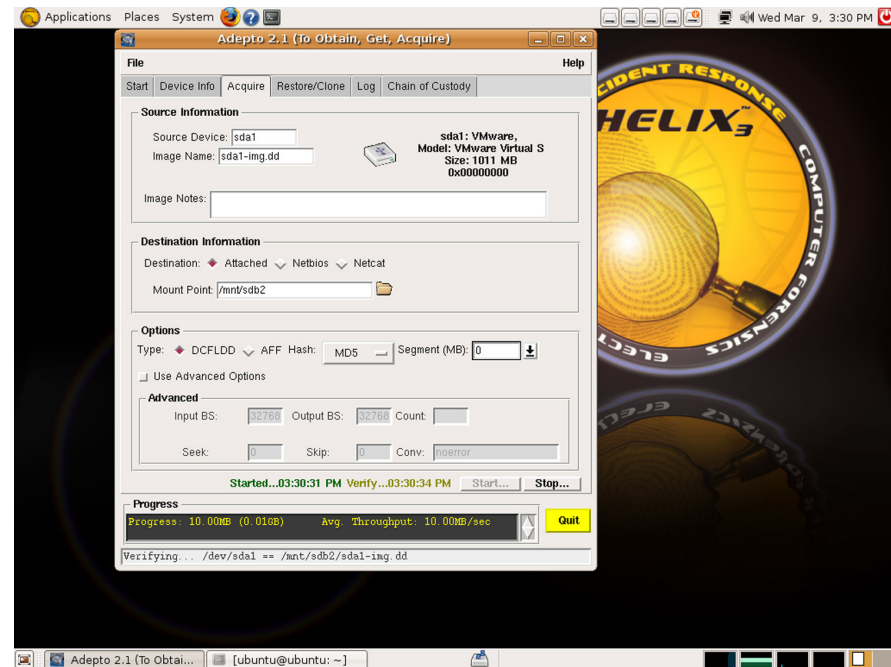 Applications Places System
Wed Mar 9, 3:30 PM
Adepto 2.1 (To Obtain, Get, Acquire)
File Help
Start Device Info Acquire Restore/Clone Log Chain of Custody
Source Information
Source Device: sda1
Image Name: sda1-img.dd
sda1: VMware,
Model: VMware Virtual S
Size: 1011 MB
0x00000000
Image Notes:
Destination Information
Destination: Attached Netbios Netcat
Mount Point: /mnt/sdb2
Options
Type: DCFLDD AFF Hash: MD5 Segment (MB): 0
Use Advanced Options
Advanced
Input BS: 32768 Output BS: 32768 Count:
Seek: 0 Skip: 0 Conv: noerror
Started...03:30:31 PM Verify...03:30:34 PM Start... Stop...
Progress
Progress: 10.00MB (0.01GB) Avg. Throughput: 10.00MB/sec
Quit
Verifying... /dev/sda1 == /mnt/sdb2/sda1-img.dd
CIDENT RESPONSE
HELIX3™
COMPUTER FORENSICS
ELECT
Adepto 2.1 (To Obtai...
[ubuntu@ubuntu: ~]